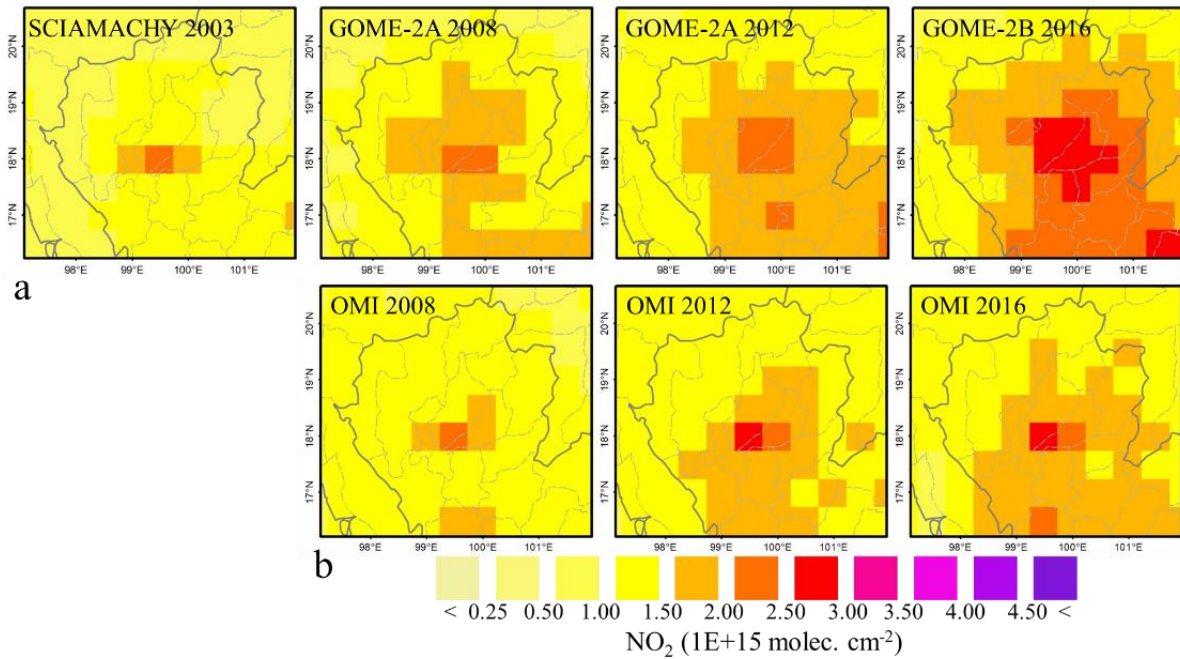 SCIAMACHY 2003
GOME-2A 2008
GOME-2A 2012
GOME-2B 2016
20°N
19°N
18°N
17°N
20°N
19°N
18°N
17°N
20°N
19°N
18°N
17°N
20°N
19°N
18°N
17°N
98°E 99°E 100°E 101°E
98°E 99°E 100°E 101°E
98°E 99°E 100°E 101°E
98°E 99°E 100°E 101°E
a
OMI 2008
OMI 2012
OMI 2016
20°N
19°N
18°N
17°N
20°N
19°N
18°N
17°N
20°N
19°N
18°N
17°N
98°E 99°E 100°E 101°E
98°E 99°E 100°E 101°E
98°E 99°E 100°E 101°E
b
< 0.25 0.50 1.00 1.50 2.00 2.50 3.00 3.50 4.00 4.50 <
NO₂ (1E+15 molec. cm⁻²)